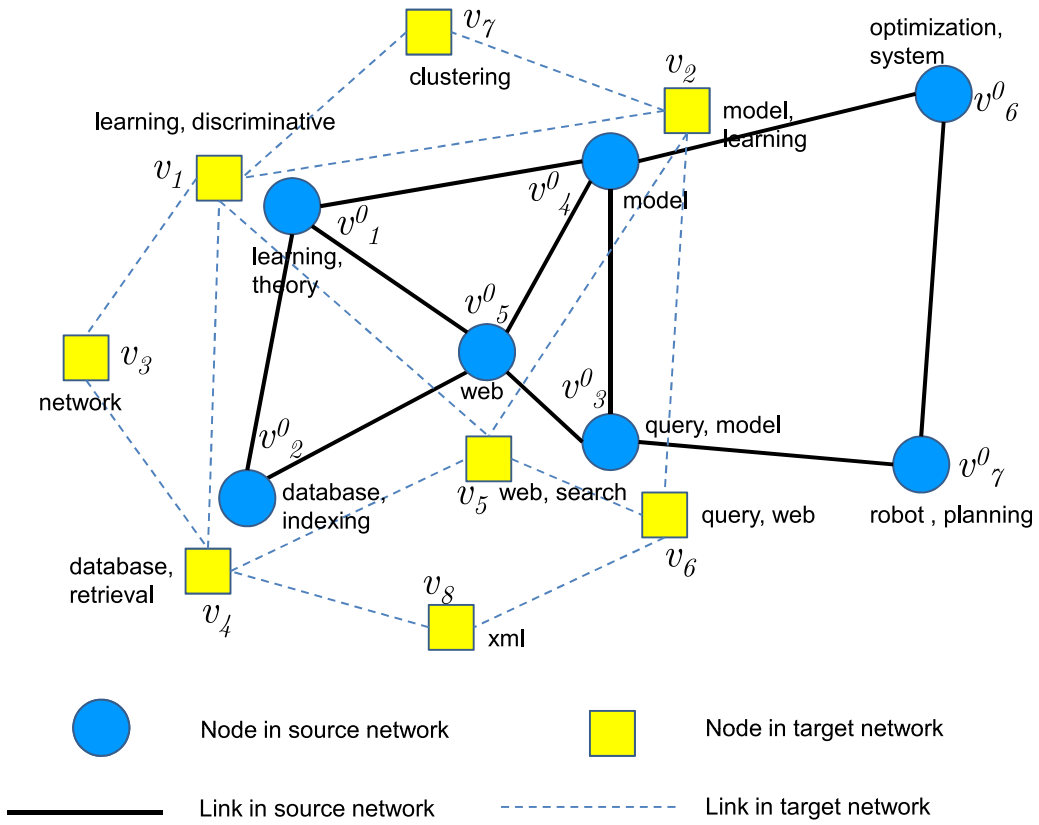 v7
clustering
optimization,
system
v2
v⁰6
model,
learning
learning, discriminative
v1
v⁰4
model
v⁰1
learning,
theory
v⁰5
web
v3
network
v⁰3
query, model
v⁰2
database,
indexing
v5
web, search
query, web
v6
v⁰7
robot , planning
database,
retrieval
v4
v8
xml
Node in source network
Node in target network
Link in source network
Link in target network